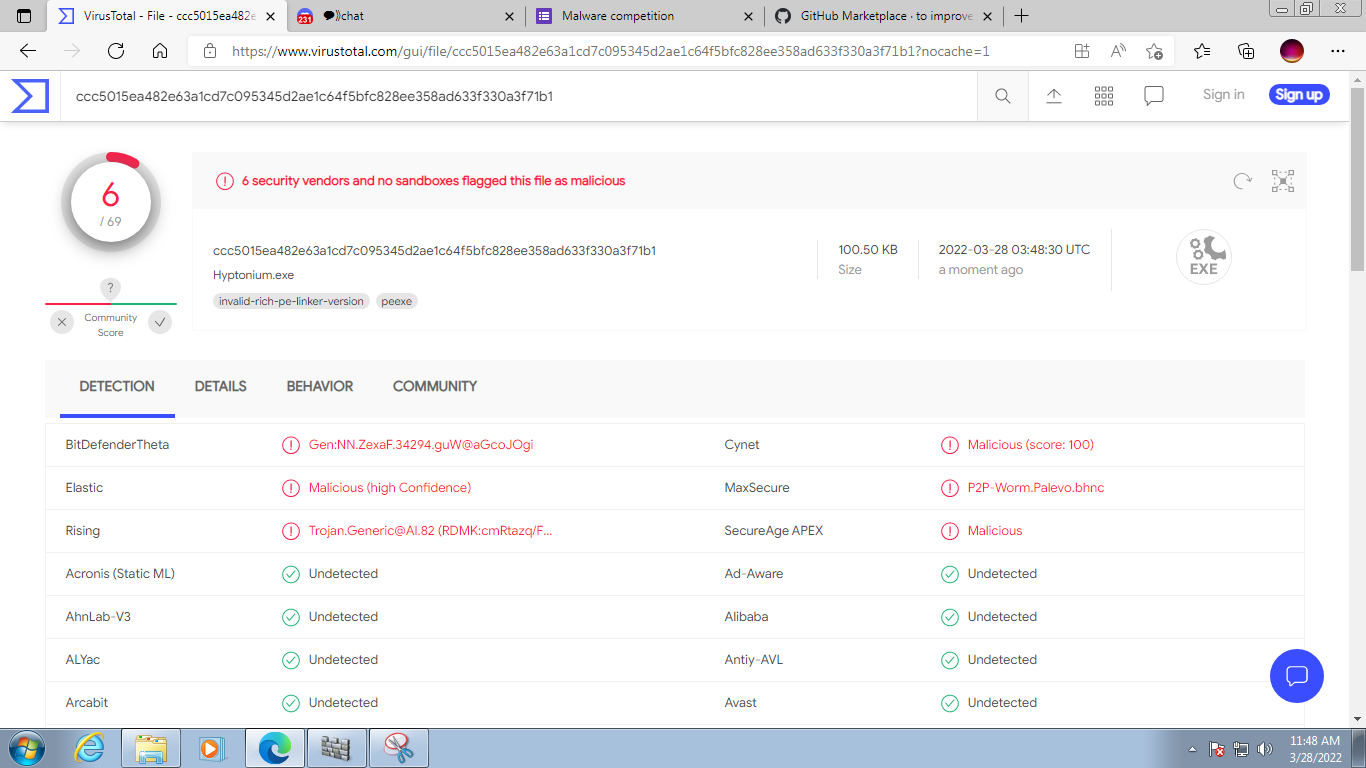 VirusTotal - File - ccc5015ea482e
231
chat
Malware competition
GitHub Marketplace · to improve
https://www.virustotal.com/gui/file/ccc5015ea482e63a1cd7c095345d2ae1c64f5bfc828ee358ad633f330a3f71b1?nocache=1
ccc5015ea482e63a1cd7c095345d2ae1c64f5bfc828ee358ad633f330a3f71b1
Sign in
Sign up
6
/ 69
?
Community
Score
6 security vendors and no sandboxes flagged this file as malicious
ccc5015ea482e63a1cd7c095345d2ae1c64f5bfc828ee358ad633f330a3f71b1
Hyptonium.exe
invalid-rich-pe-linker-version peexe
100.50 KB
Size
2022-03-28 03:48:30 UTC
a moment ago
EXE
DETECTION DETAILS BEHAVIOR COMMUNITY
BitDefenderTheta Gen:NN.ZexaF.34294.guW@aGcoJOgi Cynet Malicious (score: 100)
Elastic Malicious (high Confidence) MaxSecure P2P-Worm.Palevo.bhnc
Rising Trojan.Generic@AI.82 (RDMK:cmRtazq/F... SecureAge APEX Malicious
Acronis (Static ML) Undetected Ad-Aware Undetected
AhnLab-V3 Undetected Alibaba Undetected
ALYac Undetected Antiy-AVL Undetected
Arcabit Undetected Avast Undetected
11:48 AM
3/28/2022